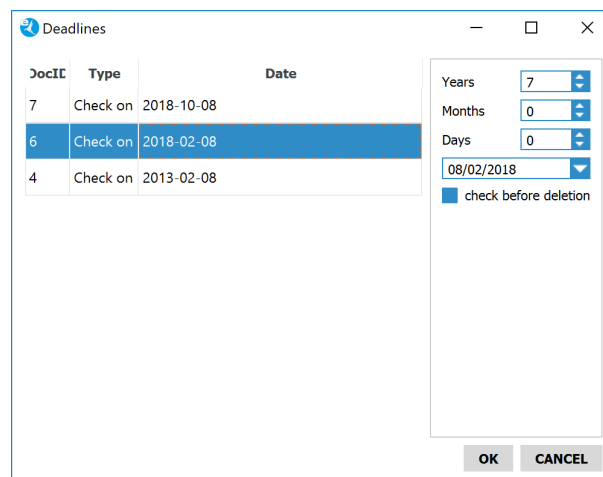 Deadlines
DocID Type Date
7 Check on 2018-10-08
6 Check on 2018-02-08
4 Check on 2013-02-08
Years 7
Months 0
Days 0
08/02/2018
check before deletion
OK CANCEL